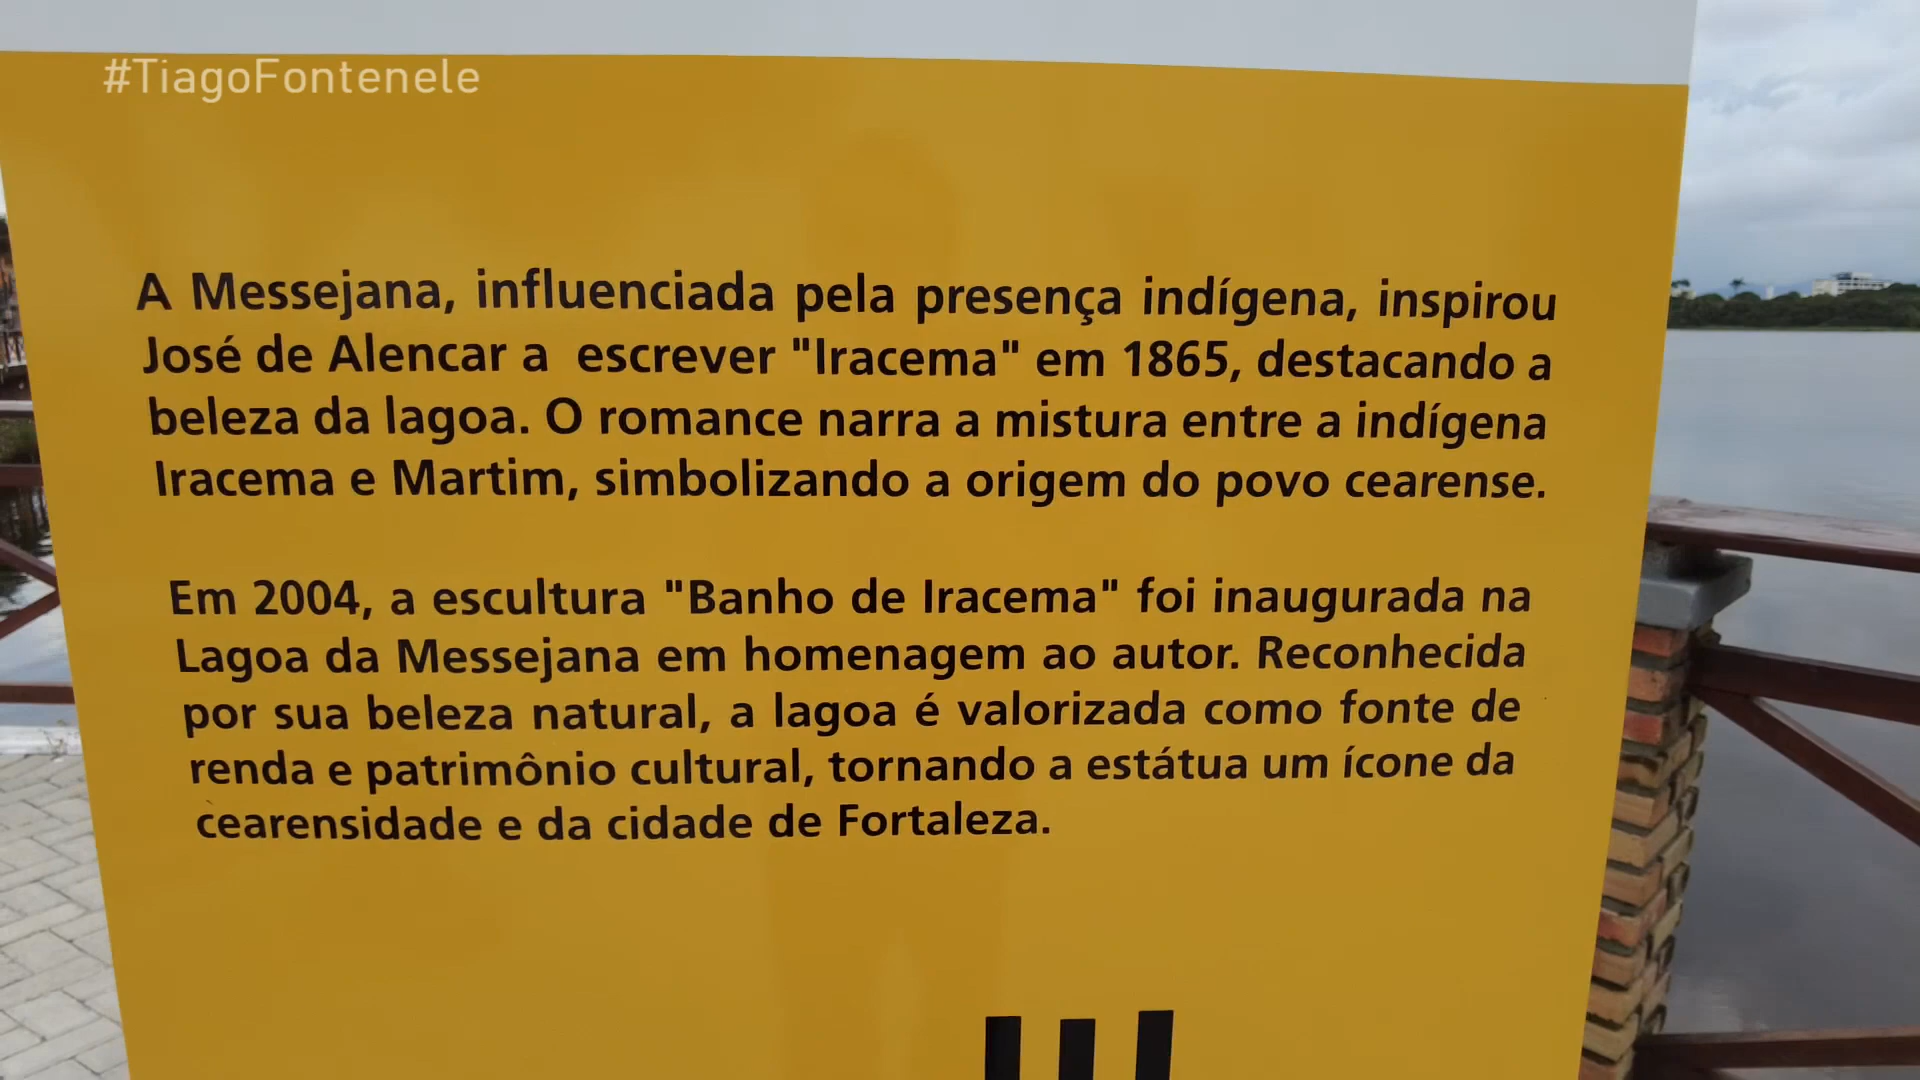 #TiagoFontenele
A Messejana, influenciada pela presença indígena, inspirou
José de Alencar a escrever "Iracema" em 1865, destacando a
beleza da lagoa. O romance narra a mistura entre a indígena
Iracema e Martim, simbolizando a origem do povo cearense.
Em 2004, a escultura "Banho de Iracema" foi inaugurada na
Lagoa da Messejana em homenagem ao autor. Reconhecida
por sua beleza natural, a lagoa é valorizada como fonte de
renda e patrimônio cultural, tornando a estátua um ícone da
cearensidade e da cidade de Fortaleza.